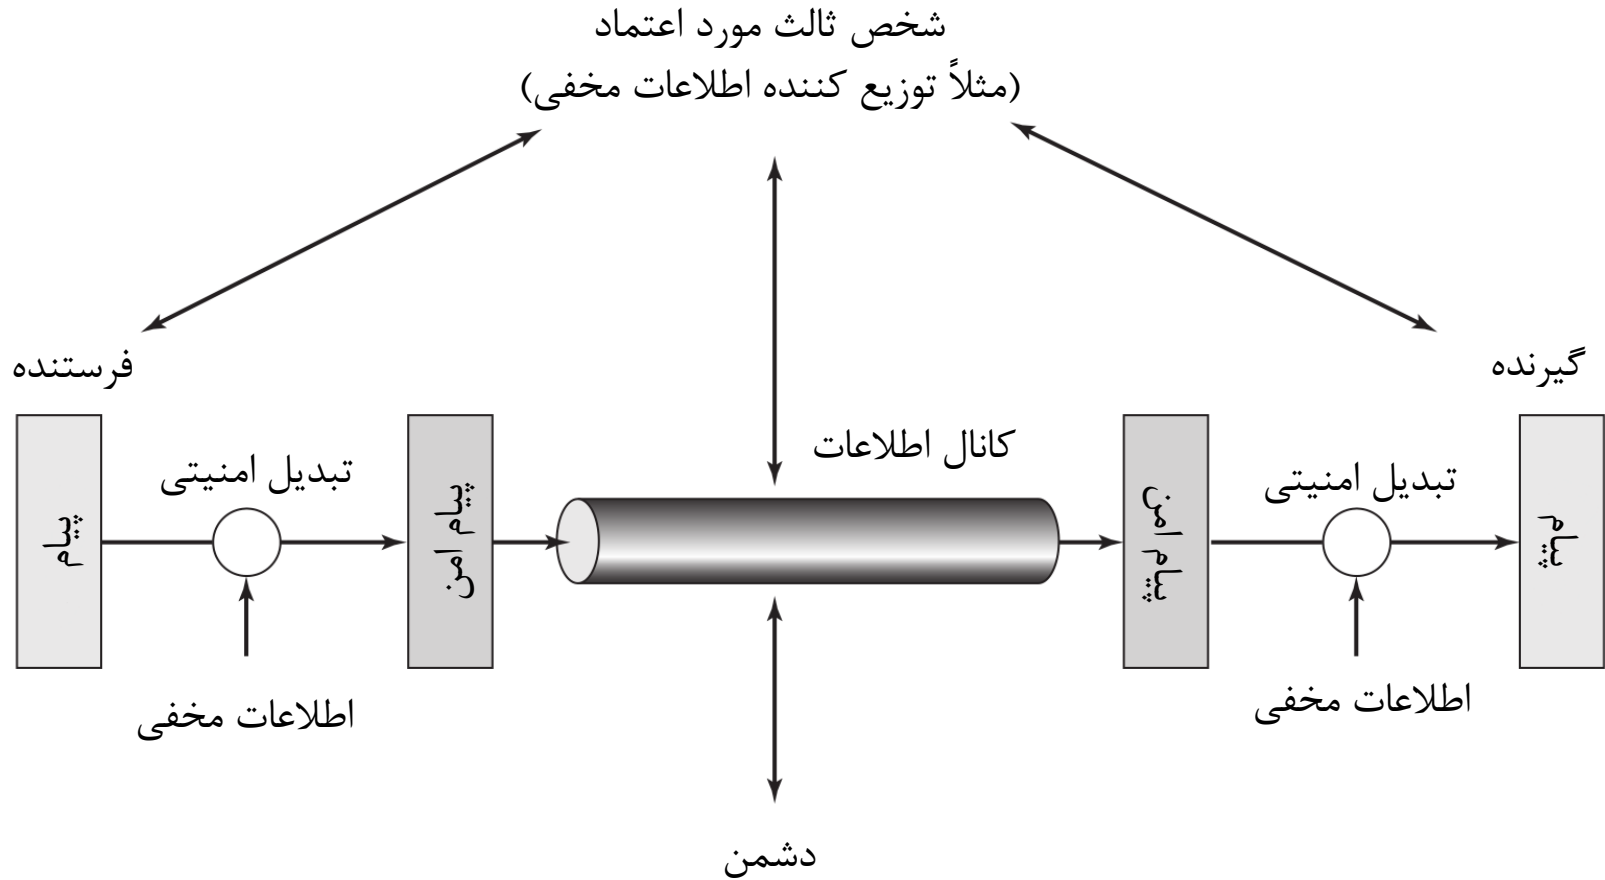 شخص ثالث مورد اعتماد
(مثلاً توزیع کننده اطلاعات مخفی)
فرستنده
گیرنده
کانال اطلاعات
تبدیل امنیتی
تبدیل امنیتی
پیام
پیام امن
پیام امن
پیام
اطلاعات مخفی
اطلاعات مخفی
دشمن